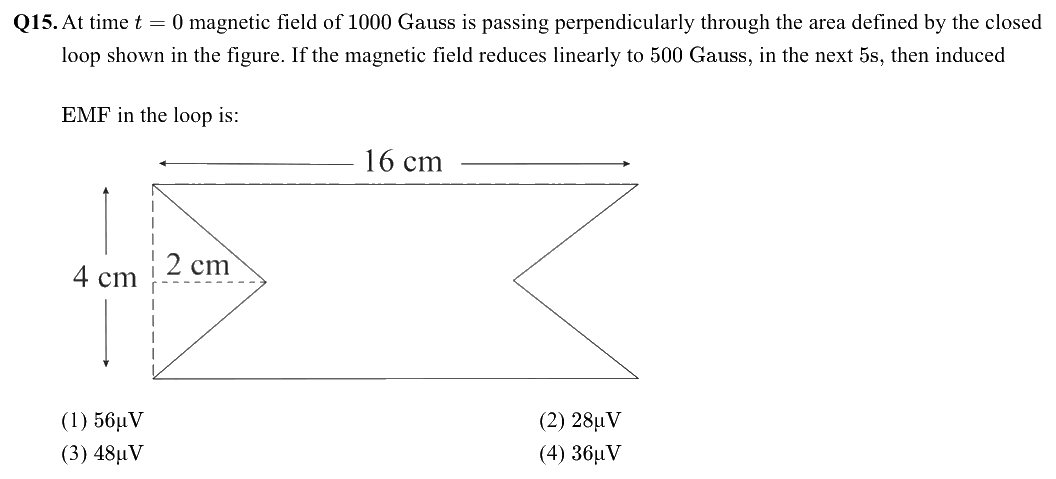 Q15. At time t = 0 magnetic field of 1000 Gauss is passing perpendicularly through the area defined by the closed
loop shown in the figure. If the magnetic field reduces linearly to 500 Gauss, in the next 5s, then induced
EMF in the loop is:
16 cm
4 cm
2 cm
(1) 56μV
(2) 28μV
(3) 48μV
(4) 36μV